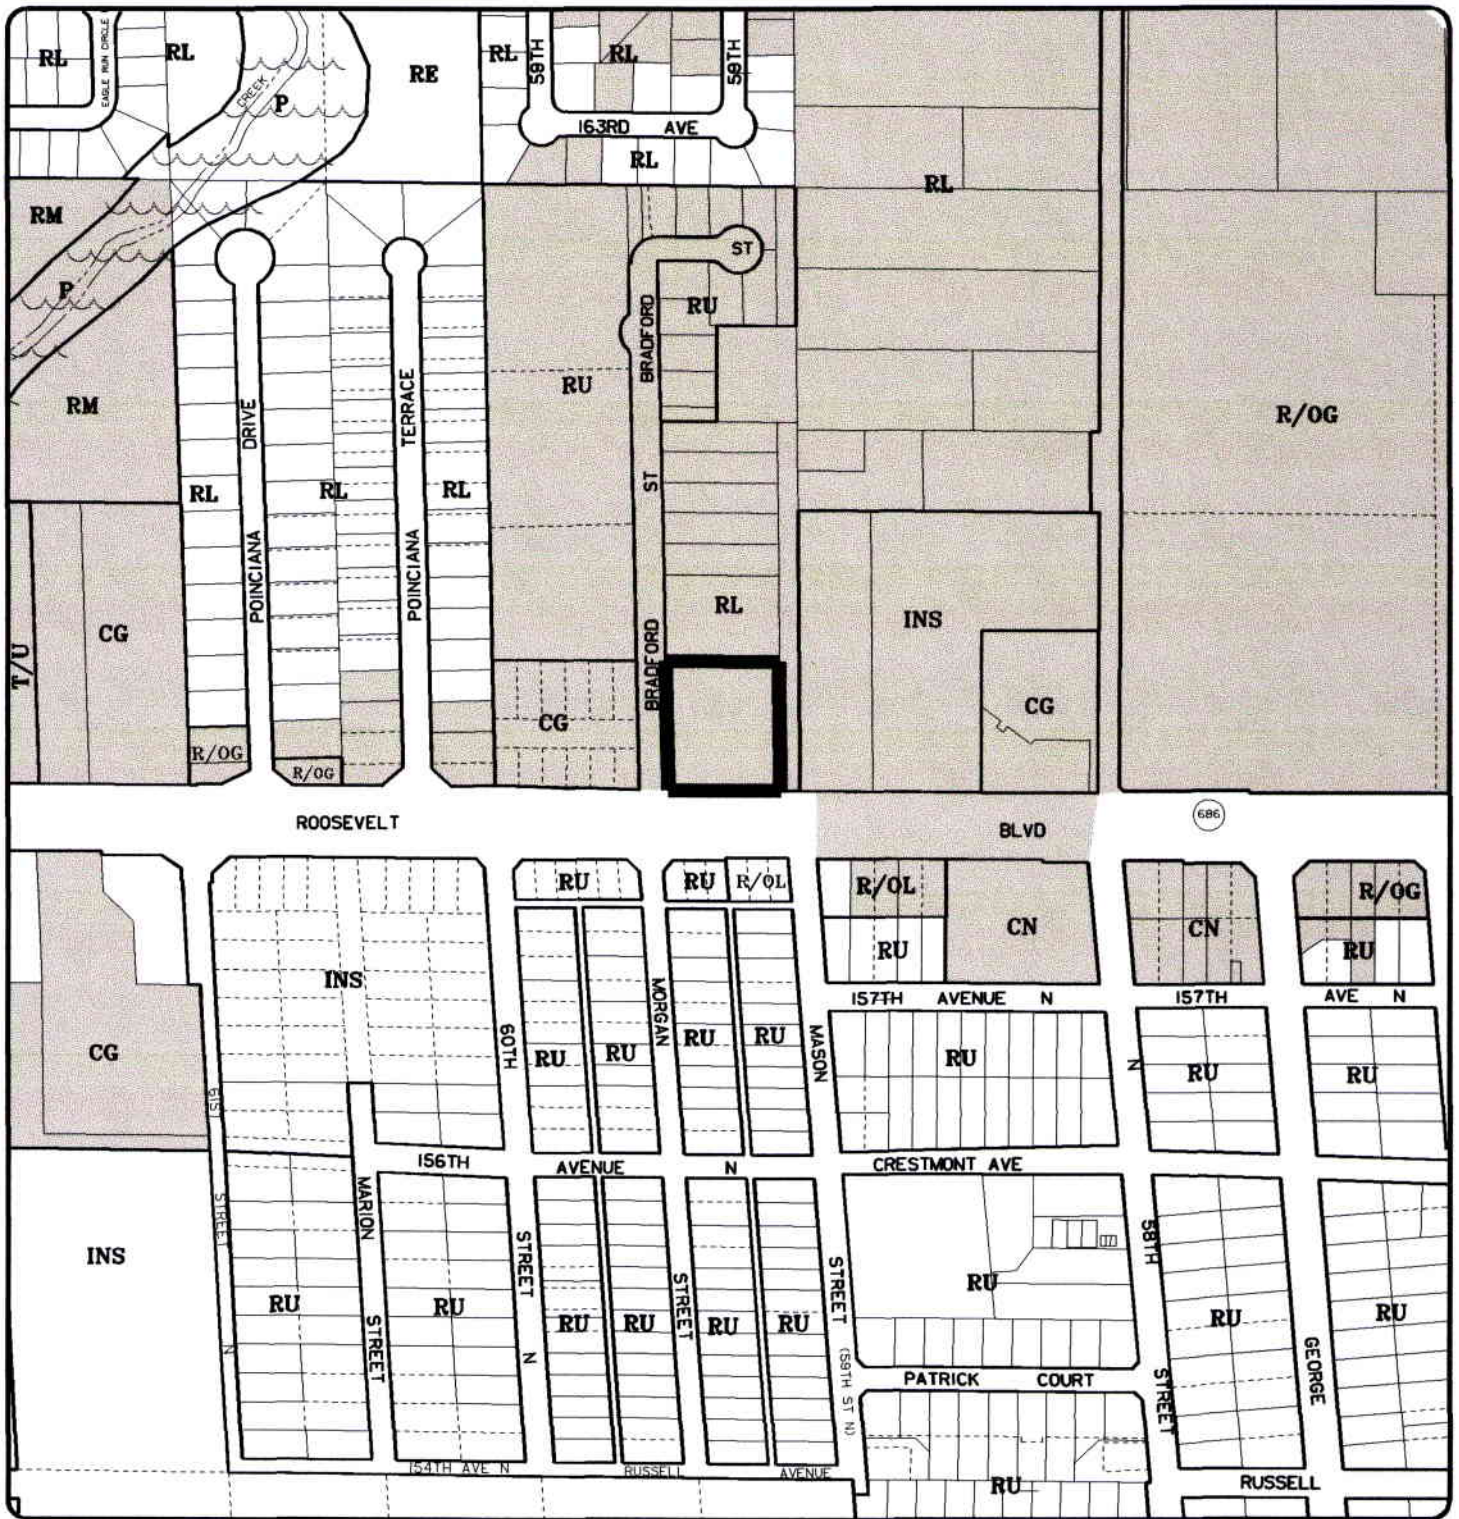 RL
EAGLE RUN CIRCLE
RL
CREEK
P
RE
RL
59TH
RL
59TH
163RD AVE
RL
RL
RM
P
RM
ST
RU
BRADFORD
RU
R/OG
DRIVE
TERRACE
RL
RL
RL
ST
POINCIANA
POINCIANA
CG
T/U
RL
INS
BRADFORD
CG
CG
R/OG
R/OG
ROOSEVELT
BLVD
686
RU
RU
R/OL
R/OL
CN
RU
CN
R/OG
RU
INS
157TH AVENUE N
157TH
AVE N
CG
60TH
MORGAN
MASON
RU
RU
RU
RU
RU
N
RU
RU
61ST
156TH
AVENUE
N
CRESTMONT AVE
STREET
MARION
STREET
STREET
STREET
58TH
INS
RU
RU
RU
RU
RU
RU
RU
RU
RU
N
STREET
N
(59TH ST N)
PATRICK COURT
STREET
GEORGE
154TH AVE N
RUSSELL
AVENUE
RU
RUSSELL